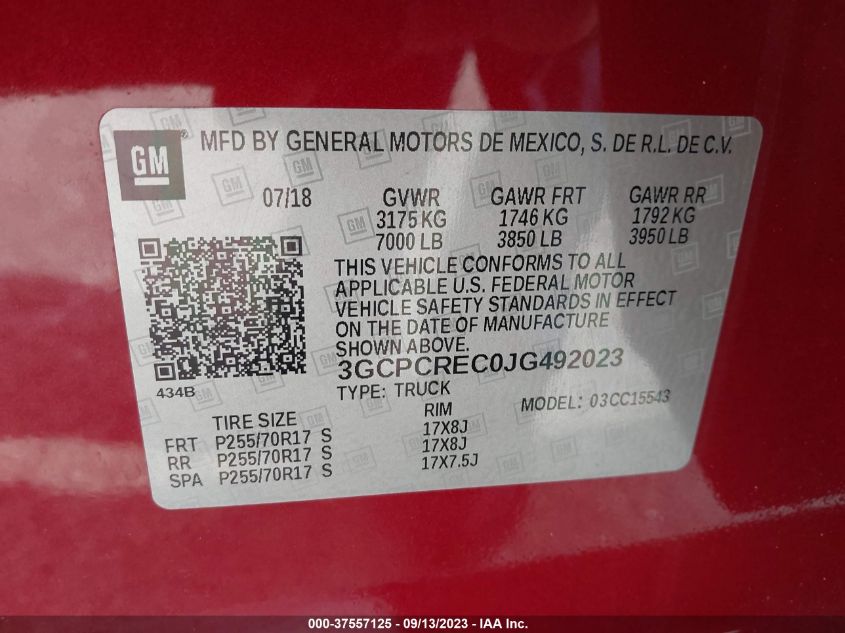 GM ® MFD BY GENERAL MOTORS DE MEXICO, S. DE R.L. DE C.V.
07/18 GVWR GAWR FRT GAWR RR
3175 KG 1746 KG 1792 KG
7000 LB 3850 LB 3950 LB
THIS VEHICLE CONFORMS TO ALL
APPLICABLE U.S. FEDERAL MOTOR
VEHICLE SAFETY STANDARDS IN EFFECT
ON THE DATE OF MANUFACTURE
SHOWN ABOVE.
3GCPCREC0JG492023
434B TYPE: TRUCK MODEL: 03CC15543
TIRE SIZE RIM
FRT P255/70R17 S 17X8J
RR P255/70R17 S 17X8J
SPA P255/70R17 S 17X7.5J
000-37557125 - 09/13/2023 - IAA Inc.